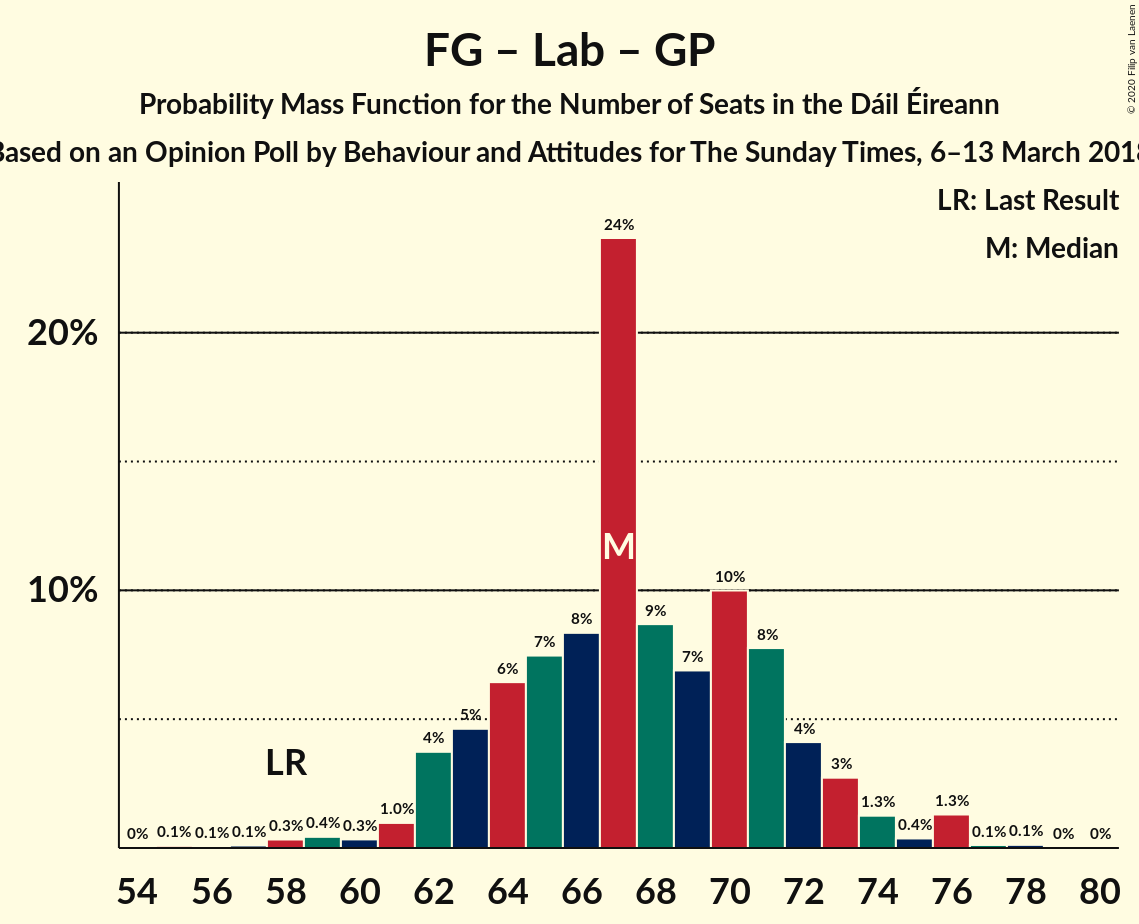 FG – Lab – GP
Probability Mass Function for the Number of Seats in the Dáil Éireann
Based on an Opinion Poll by Behaviour and Attitudes for The Sunday Times, 6–13 March 2018
© 2020 Filip van Laenen
LR: Last Result
M: Median
24%
20%
M
10%
10%
9%
8%
8%
7%
7%
6%
5%
4%
4%
3%
LR
1.3%
1.3%
1.0%
0% 0.1% 0.1% 0.1% 0.3% 0.4% 0.3%
0.4% 0.1% 0.1% 0% 0%
54 56 58 60 62 64 66 68 70 72 74 76 78 80